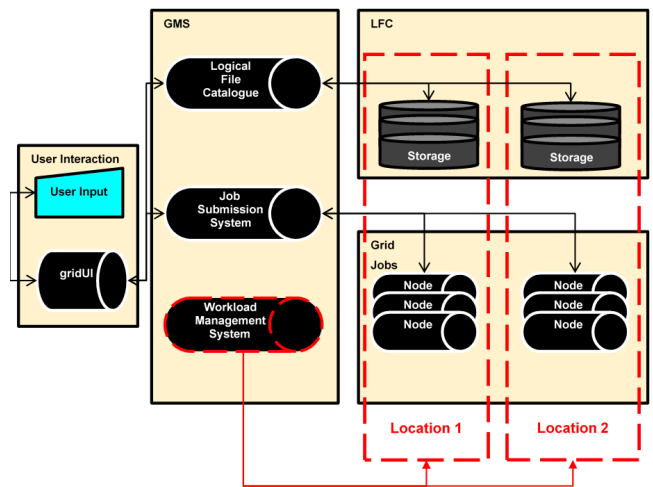 GMS
LFC
Logical
File
Catalogue
Storage
Storage
User Interaction
User Input
gridUI
Job
Submission
System
Grid
Jobs
Node
Node
Node
Node
Node
Node
Workload
Management
System
Location 1
Location 2